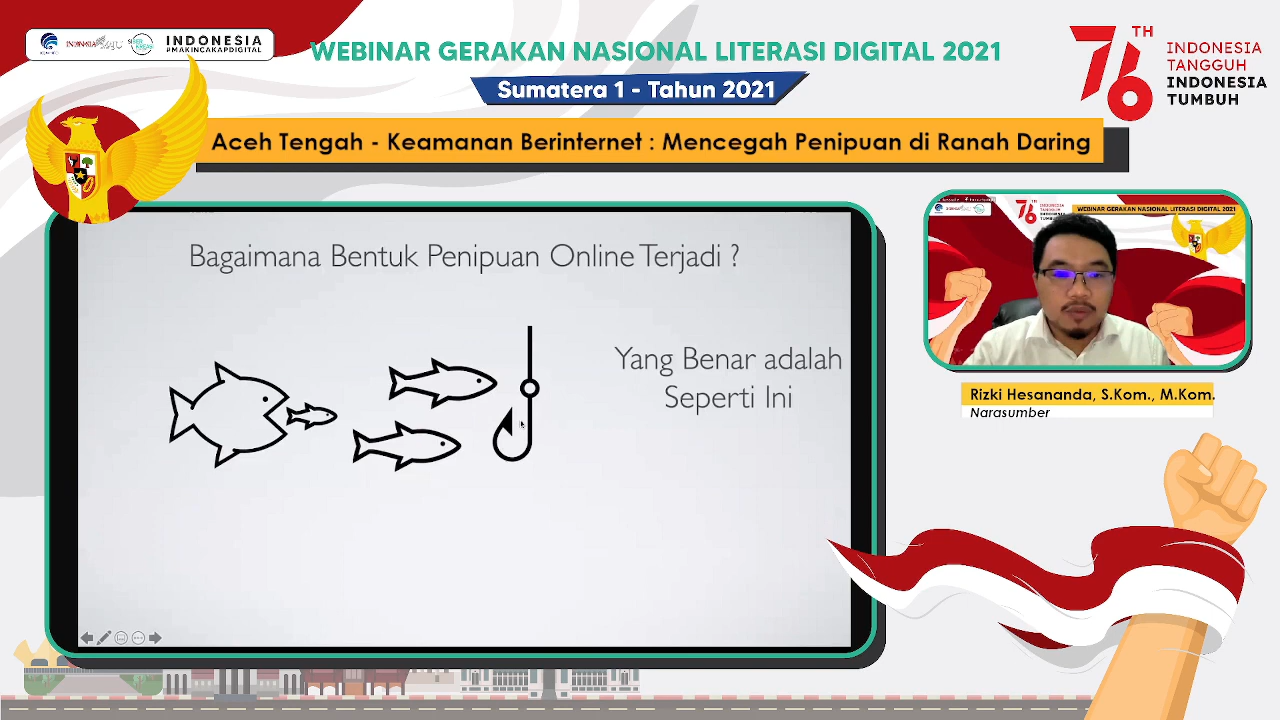 INDONESIA
#MAKINCAKAPDIGITAL
WEBINAR GERAKAN NASIONAL LITERASI DIGITAL 2021
Sumatera 1 - Tahun 2021
76TH
INDONESIA
TANGGUH
INDONESIA
TUMBUH
Aceh Tengah - Keamanan Berinternet : Mencegah Penipuan di Ranah Daring
Bagaimana Bentuk Penipuan Online Terjadi ?
Yang Benar adalah
Seperti Ini
WEBINAR GERAKAN NASIONAL LITERASI DIGITAL 2021
Rizki Hesananda, S.Kom., M.Kom.
Narasumber